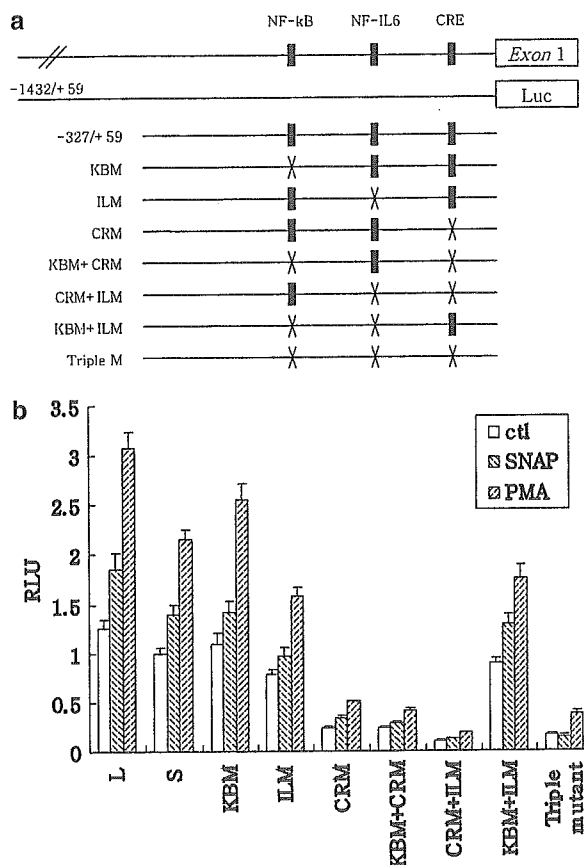 a
NF-kB NF-IL6 CRE
Exon 1
-1432/+ 59
Luc
-327/+ 59
KBM
ILM
CRM
KBM+ CRM
CRM+ ILM
KBM+ ILM
Triple M
b
3.5
3
2.5
2
1.5
1
0.5
0
RLU
ctl
SNAP
PMA
L
S
KBM
ILM
CRM
KBM+CRM
CRM+ILM
KBM+ILM
Triple
mutant